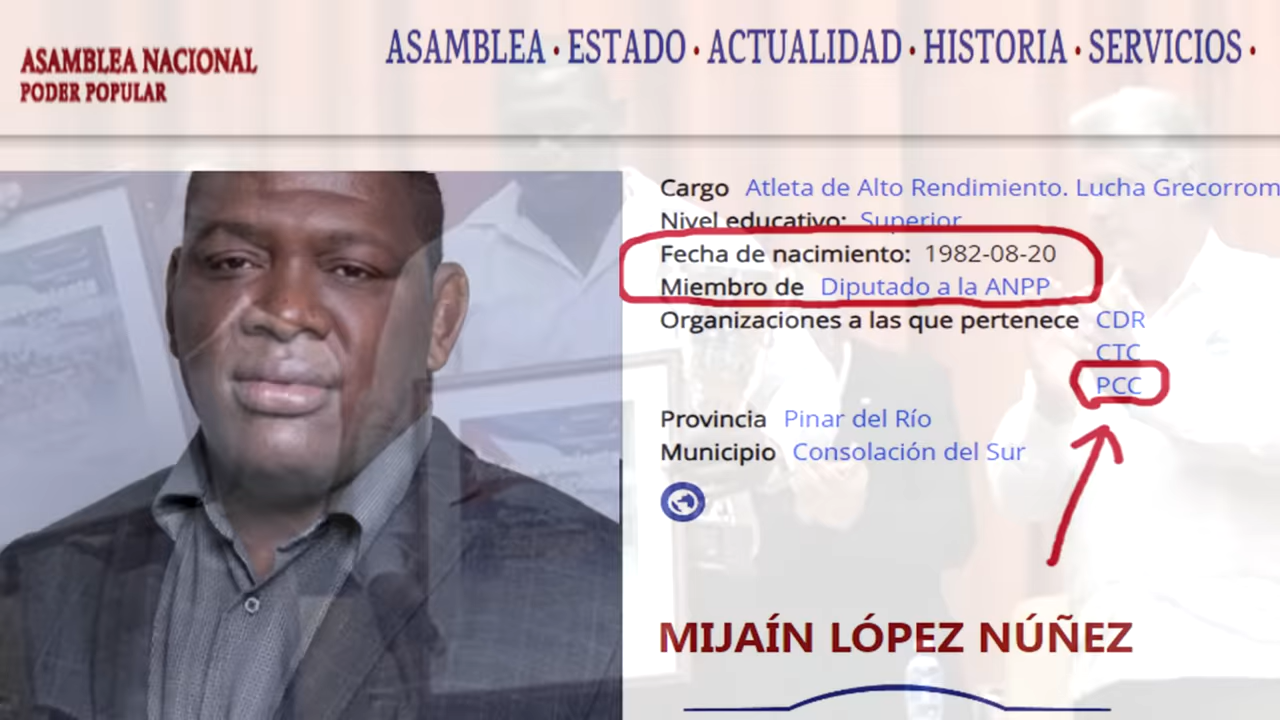 ASAMBLEA NACIONAL
PODER POPULAR
ASAMBLEA · ESTADO · ACTUALIDAD · HISTORIA · SERVICIOS ·
Cargo Atleta de Alto Rendimiento. Lucha Grecorrom
Nivel educativo: Superior
Fecha de nacimiento: 1982-08-20
Miembro de Diputado a la ANPP
Organizaciones a las que pertenece CDR
CTC
PCC
Provincia Pinar del Río
Municipio Consolación del Sur
MIJAÍN LÓPEZ NÚÑEZ